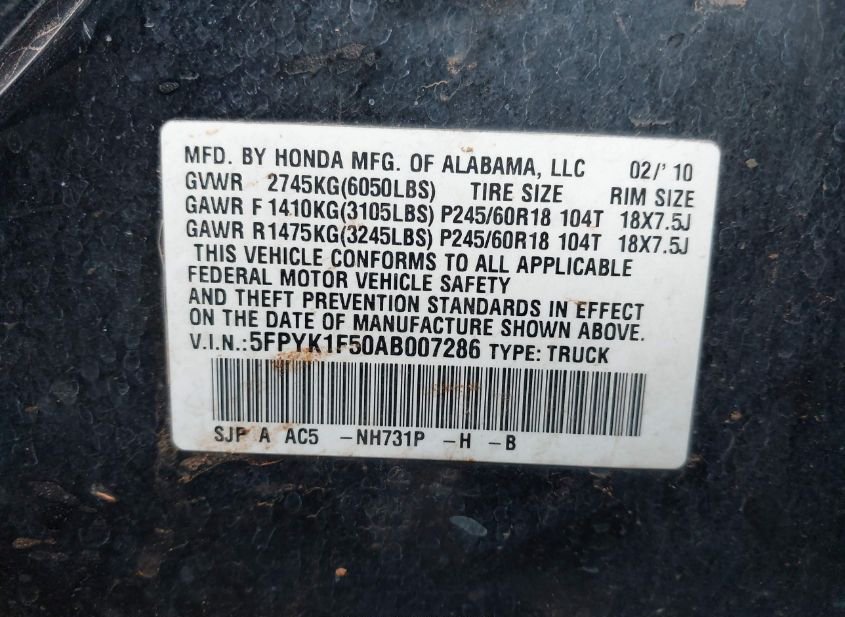 MFD. BY HONDA MFG. OF ALABAMA, LLC 02/' 10
GVWR 2745KG(6050LBS) TIRE SIZE RIM SIZE
GAWR F 1410KG(3105LBS) P245/60R18 104T 18X7.5J
GAWR R1475KG(3245LBS) P245/60R18 104T 18X7.5J
THIS VEHICLE CONFORMS TO ALL APPLICABLE
FEDERAL MOTOR VEHICLE SAFETY
AND THEFT PREVENTION STANDARDS IN EFFECT
ON THE DATE OF MANUFACTURE SHOWN ABOVE.
V.I.N.:5FPYK1F50AB007286 TYPE: TRUCK
A AC5 -NH731P -H -B